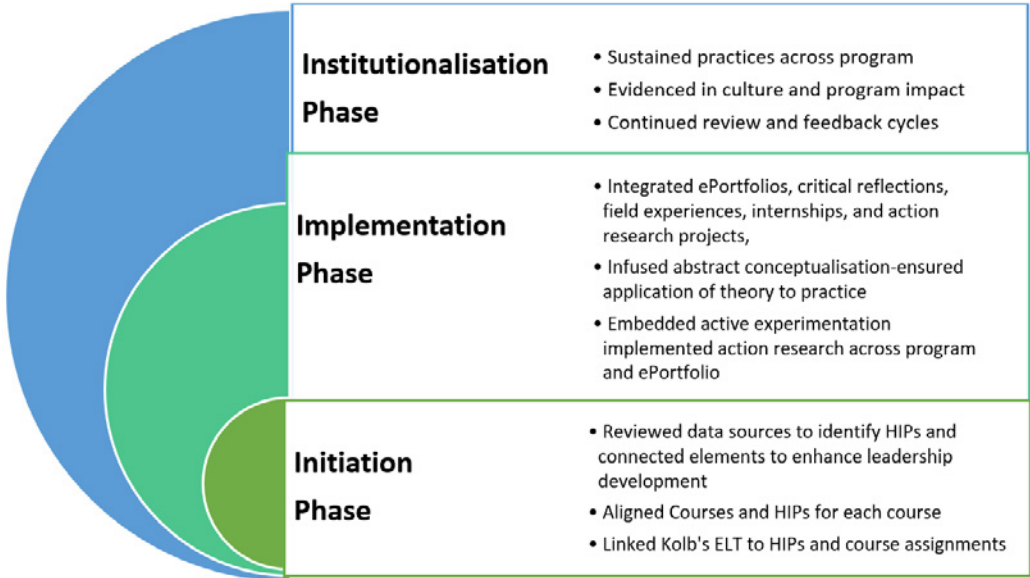 Institutionalisation
Phase
• Sustained practices across program
• Evidenced in culture and program impact
• Continued review and feedback cycles
Implementation
Phase
• Integrated ePortfolios, critical reflections,
field experiences, internships, and action
research projects,
• Infused abstract conceptualisation-ensured
application of theory to practice
• Embedded active experimentation
implemented action research across program
and ePortfolio
Initiation
Phase
• Reviewed data sources to identify HIPs and
connected elements to enhance leadership
development
• Aligned Courses and HIPs for each course
• Linked Kolb's ELT to HIPs and course assignments